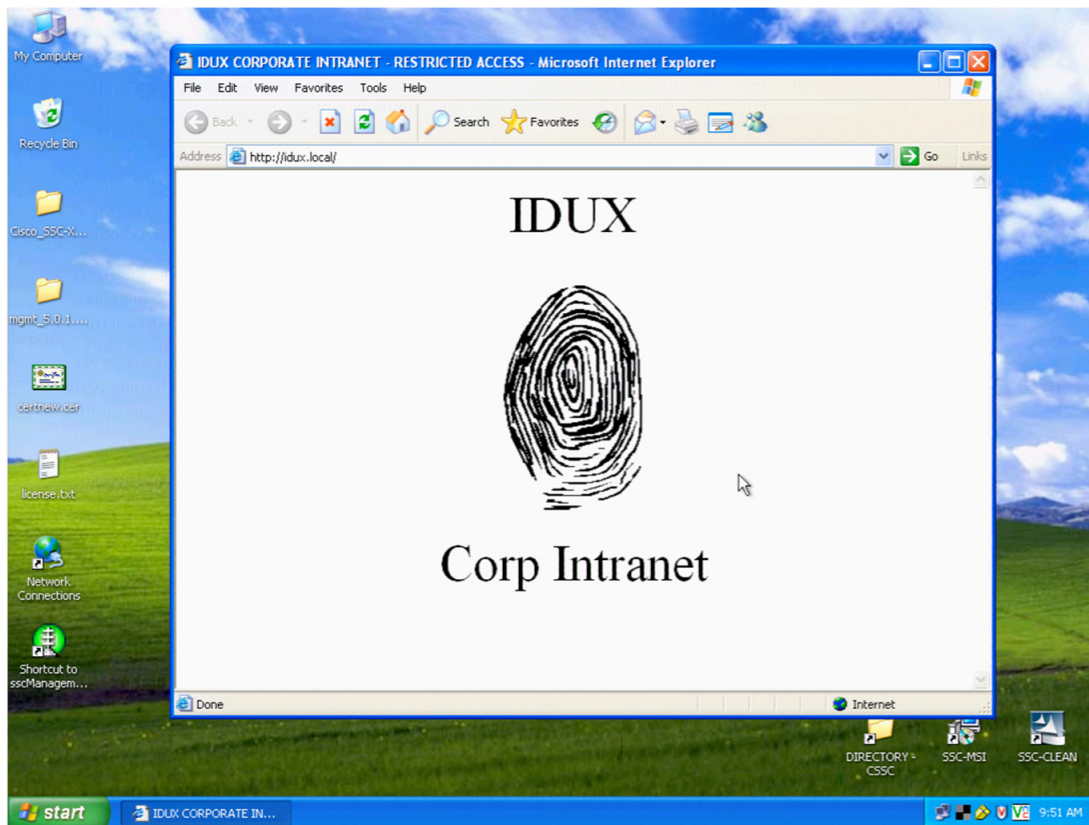 My Computer
Recycle Bin
Cisco_SSC-X...
mgmt_5.0.1....
certnew.cer
license.txt
Network
Connections
Shortcut to
sscManagem...
IDUX CORPORATE INTRANET - RESTRICTED ACCESS - Microsoft Internet Explorer
File Edit View Favorites Tools Help
Back Search Favorites
Address http://idux.local/ Go Links
IDUX
Corp Intranet
Done Internet
DIRECTORY -
CSSC
SSC-MSI
SSC-CLEAN
start IDUX CORPORATE IN... 9:51 AM